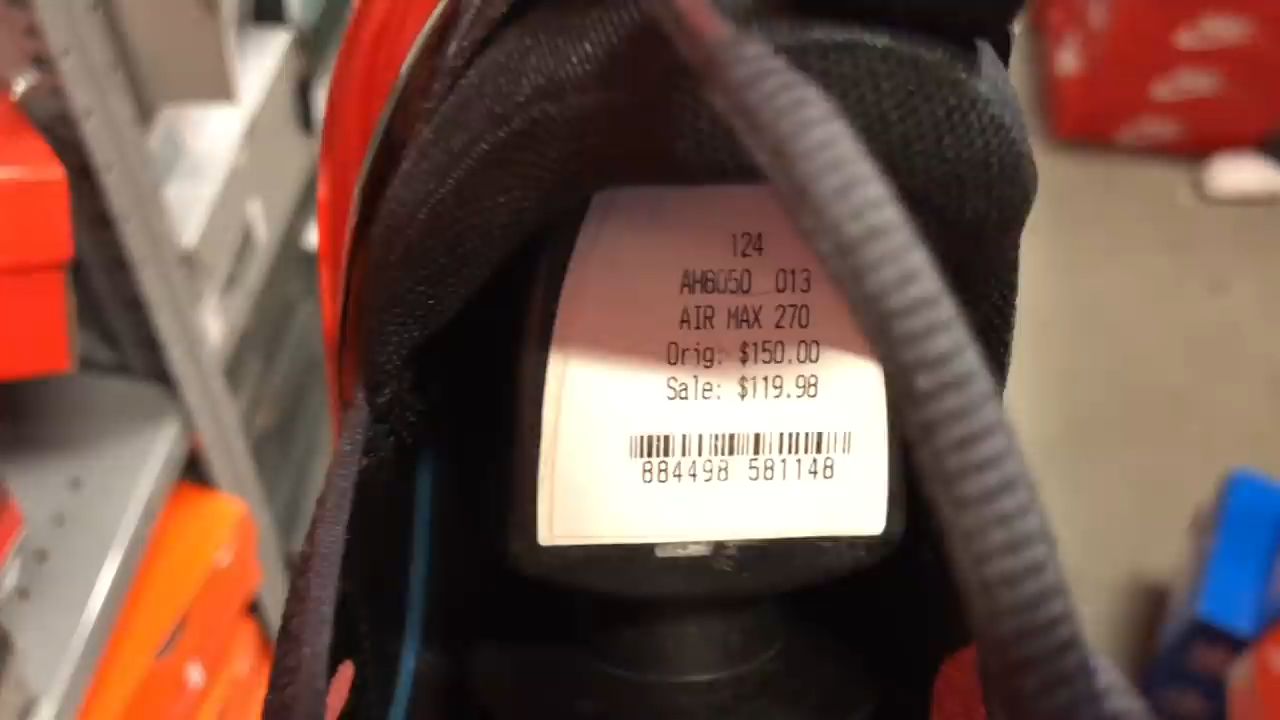 124
AH8050 013
AIR MAX 270
Orig: $150.00
Sale: $119.98
884498 581148